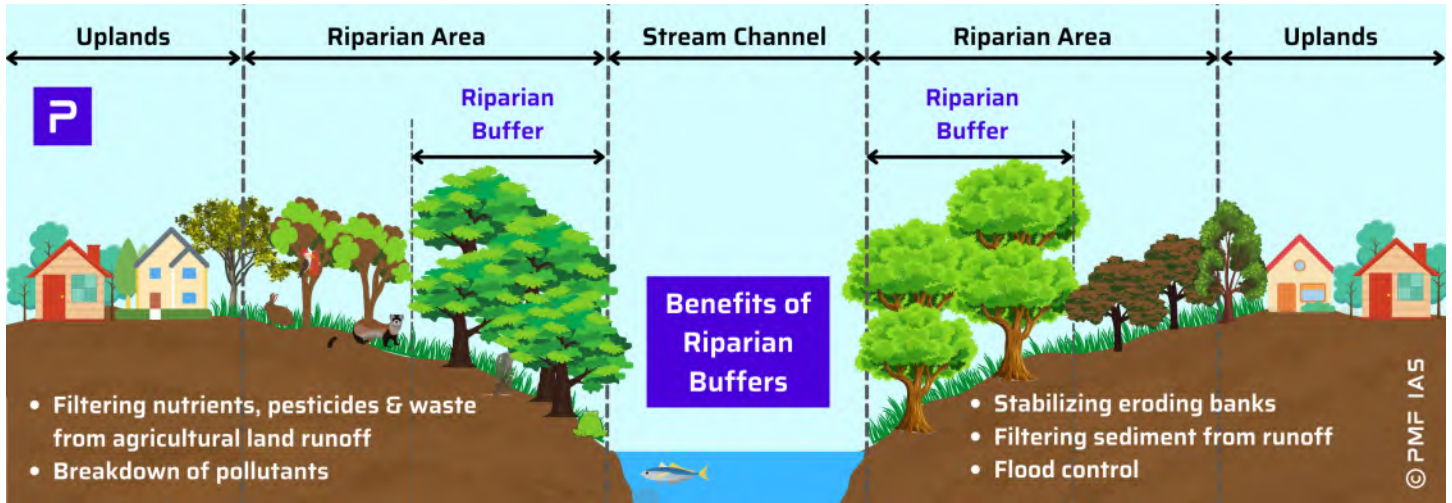 Uplands
Riparian Area
Stream Channel
Riparian Area
Uplands
P
Riparian
Buffer
Riparian
Buffer
Benefits of
Riparian
Buffers
• Filtering nutrients, pesticides & waste
from agricultural land runoff
• Breakdown of pollutants
• Stabilizing eroding banks
• Filtering sediment from runoff
• Flood control
© PMF IAS